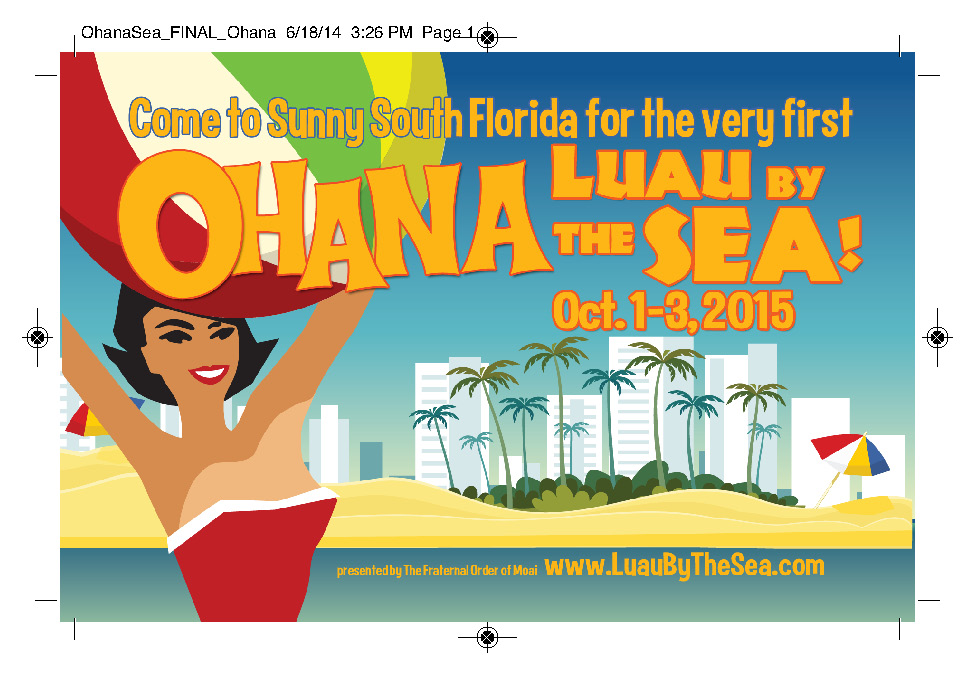 OhanaSea_FINAL_Ohana 6/18/14 3:26 PM Page 1
Come to Sunny South Florida for the very first
OHANA LUAU BY
THE SEA!
Oct. 1-3, 2015
presented by The Fraternal Order of Moai www.LuauByTheSea.com